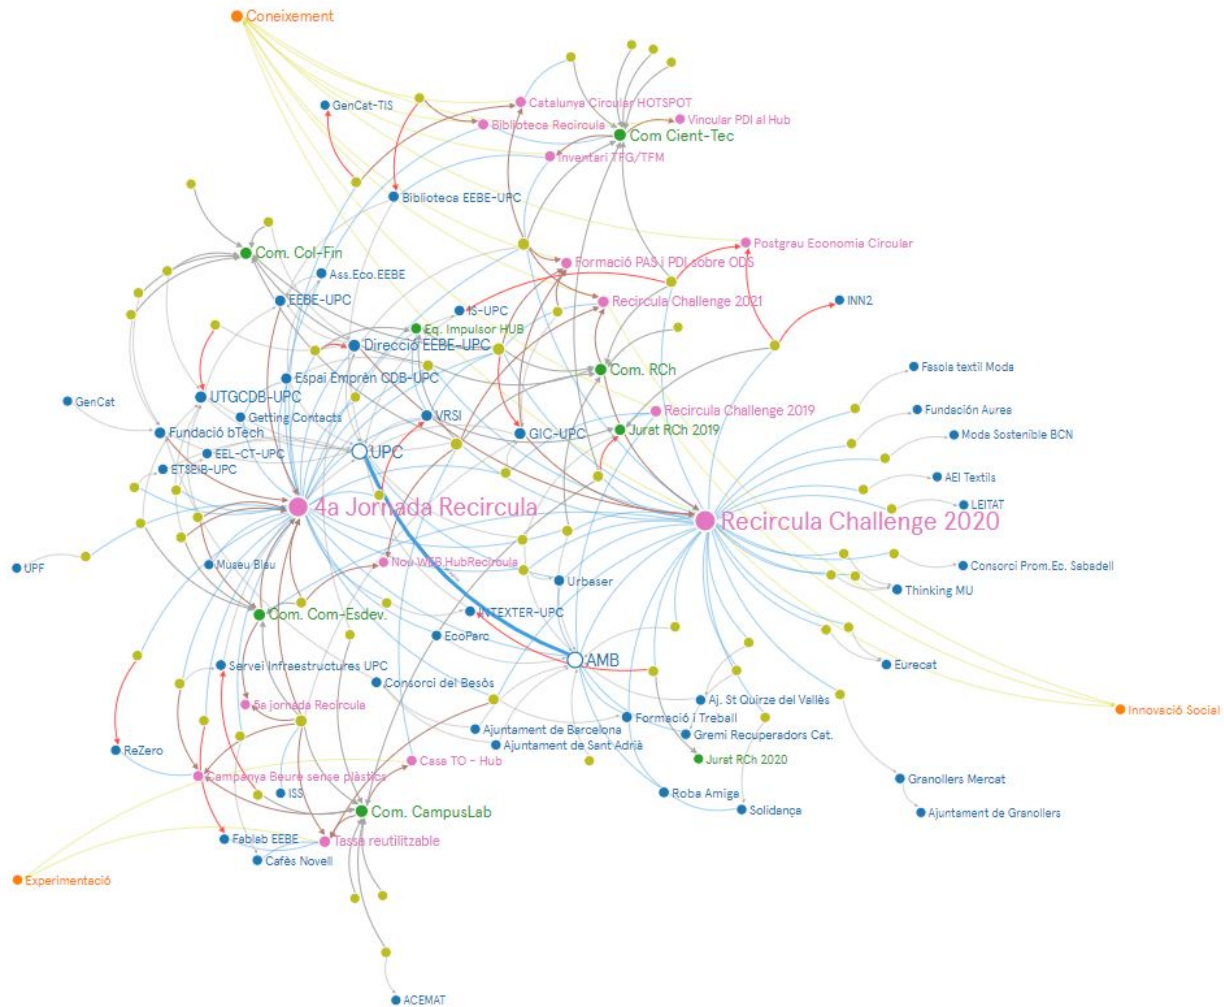 Coneixement
Catalunya Circular HOTSPOT
GenCat-TIS
Vincular PDI al Hub
Biblioteca Recircula
Com Cient-Tec
Inventari TFG/TFM
Biblioteca EEBE-UPC
Postgrau Economia Circular
Com. Col-Fin
Formació PAS i PDI sobre ODS
Ass.Eco.EEBE
EEBE-UPC
Recircula Challenge 2021
INN2
IS-UPC
Eq. Impulsor HUB
Direcció EEBE-UPC
Fasola textil Moda
Com. RCh
Espai Emprèn CDB-UPC
UTGCDB-UPC
GenCat
Fundación Aurea
Recircula Challenge 2019
Getting Contacts
VRSI
Jurat RCh 2019
Fundació bTech
GIC-UPC
Moda Sostenible BCN
UPC
EEL-CT-UPC
ETSEIB-UPC
AEI Textils
LEITAT
4a Jornada Recircula
Recircula Challenge 2020
Nou WEB HubRecircula
Museu Blau
UPF
Consorci Prom.Ec. Sabadell
Urbaser
Thinking MU
INTEXTER-UPC
Com. Com-Esdev.
EcoParc
AMB
Servei Infraestructures UPC
Eurecat
Consorci del Besòs
Aj. St Quirze del Vallès
5a jornada Recircula
Innovació Social
Formació i Treball
Ajuntament de Barcelona
Gremi Recuperadors Cat.
Ajuntament de Sant Adrià
ReZero
Jurat RCh 2020
Casa TO - Hub
Campanya Beure sense plàstics
Granollers Mercat
ISS
Roba Amiga
Com. CampusLab
Solidança
Ajuntament de Granollers
Fablab EEBE
Tassa reutilitzable
Cafès Novell
Experimentació
ACEMAT